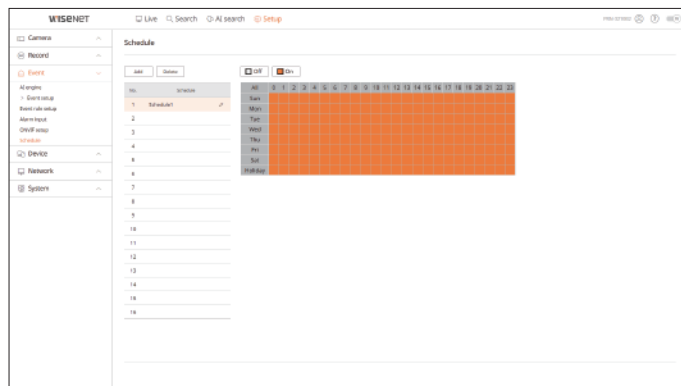 WISENET
Live Search AI search Setup
Camera
Record
Event
AI engine
> Event setup
Event rule setup
Alarm input
ONVIF setup
Schedule
Device
Network
System
Schedule
Add Delete
No. Schedule
1 Schedule1
2
3
4
5
6
7
8
9
10
11
12
13
14
15
16
Off On
All 0 1 2 3 4 5 6 7 8 9 10 11 12 13 14 15 16 17 18 19 20 21 22 23
Sun
Mon
Tue
Wed
Thu
Fri
Sat
Holiday